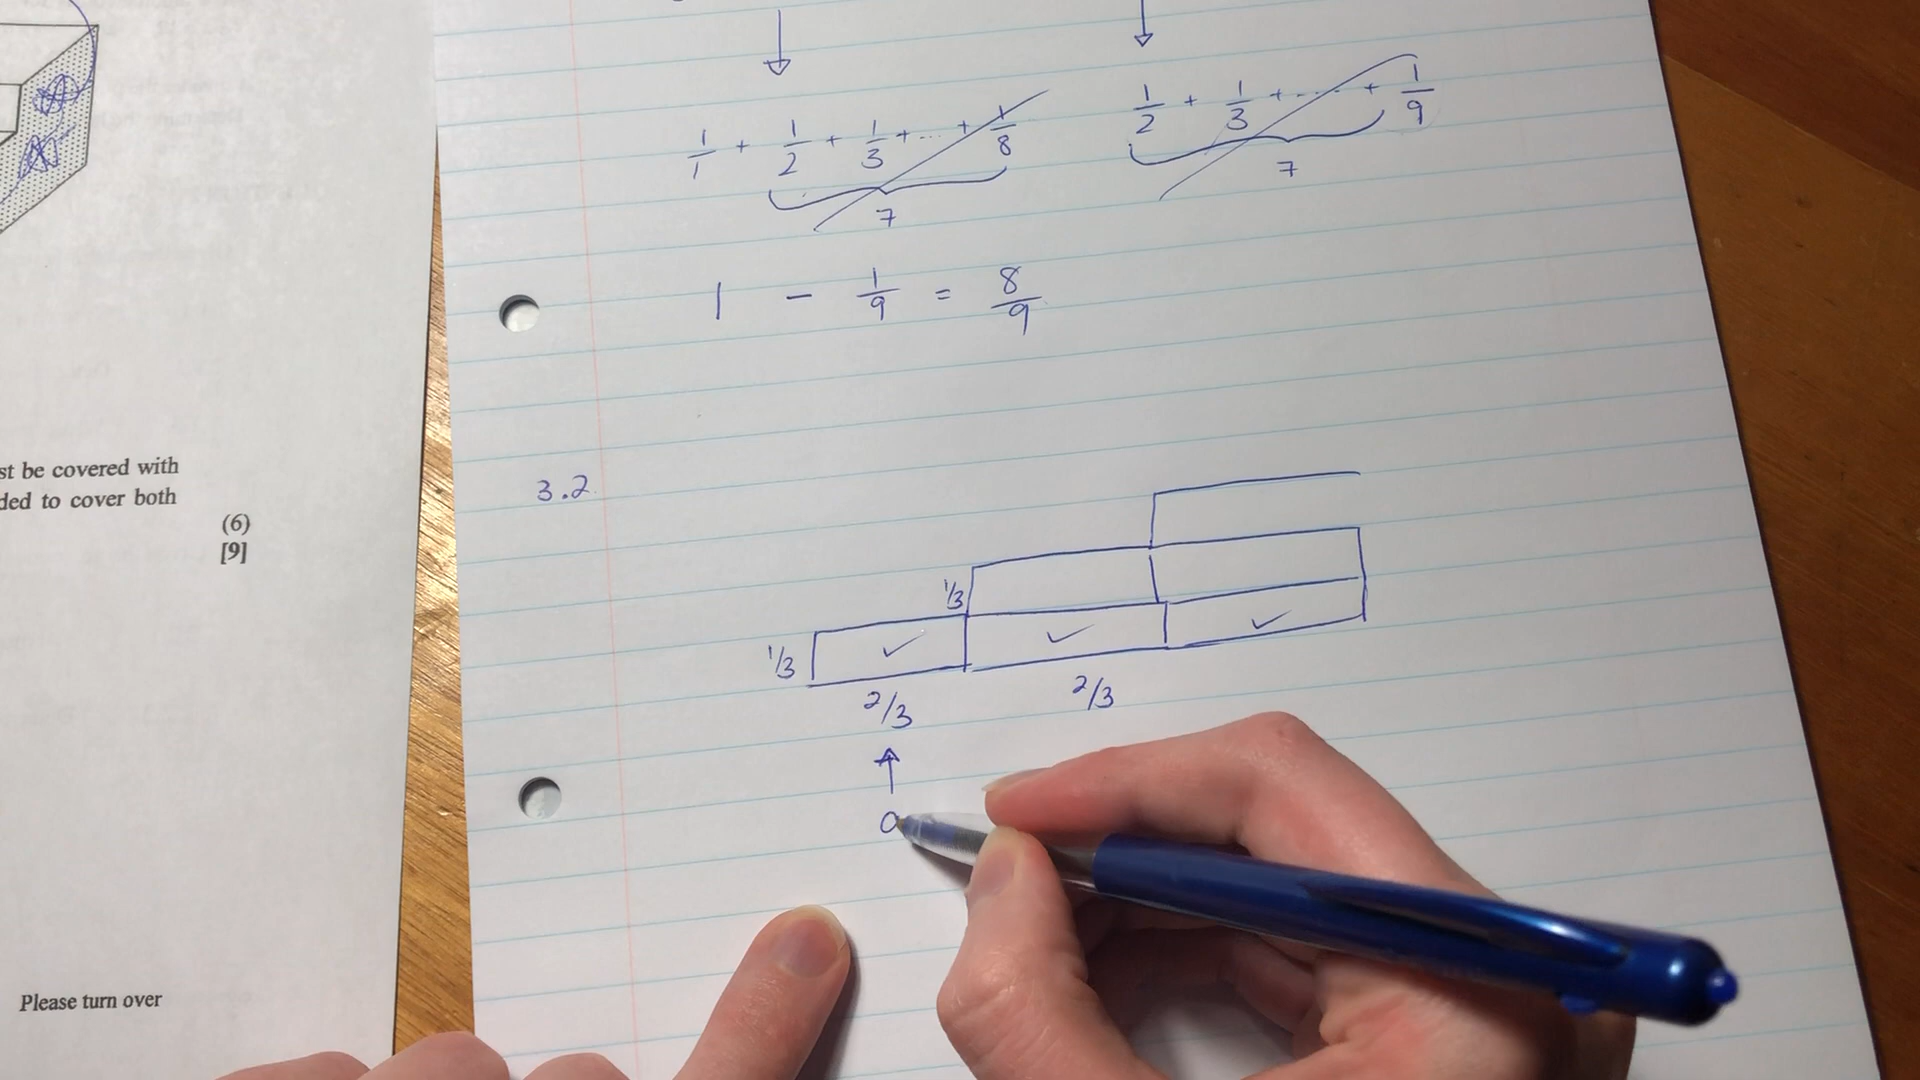 st be covered with
ded to cover both
(6)
[9]
Please turn over
1/1 + 1/2 + 1/3 + ... + 1/8
7
1/2 + 1/3 + .... + 1/9
7
1 - 1/9 = 8/9
3.2
1/3
1/3
2/3 2/3